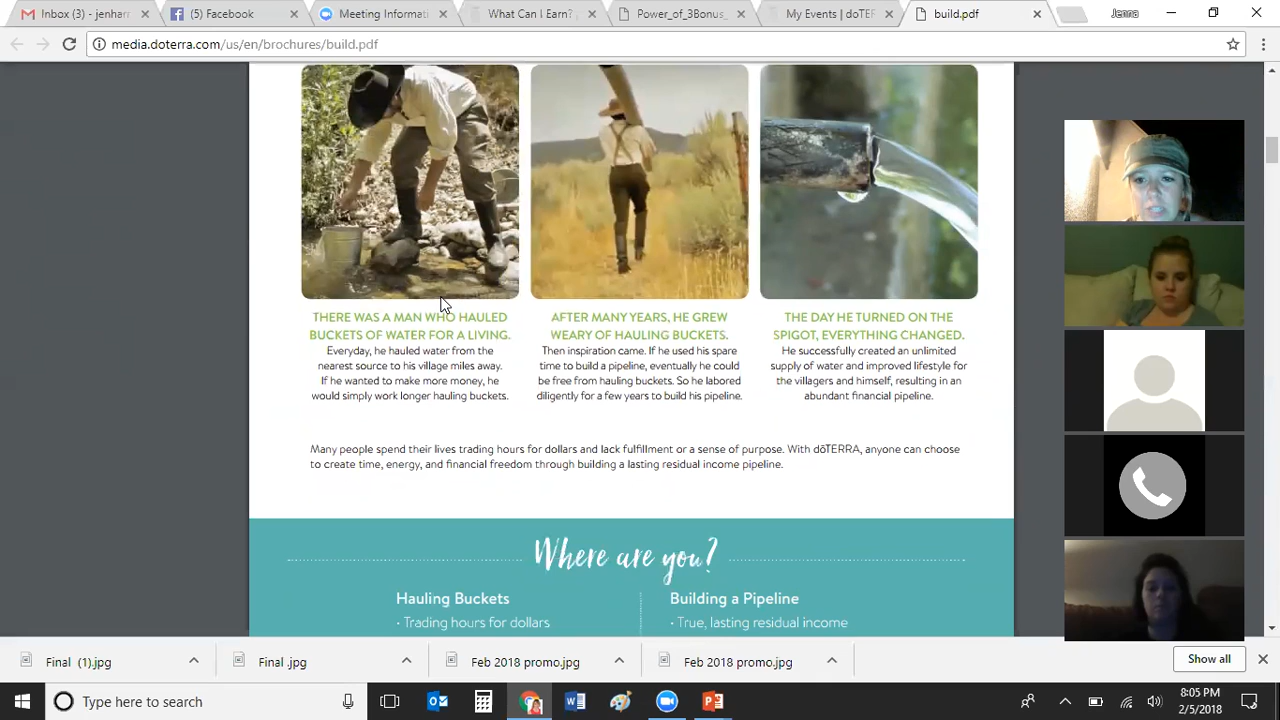 Inbox (3) - jenharr
(5) Facebook
Meeting Informati
What Can I Earn?
Power_of_3Bonus_
My Events | doTER
build.pdf
Jenna
media.doterra.com/us/en/brochures/build.pdf
THERE WAS A MAN WHO HAULED
BUCKETS OF WATER FOR A LIVING.
Everyday, he hauled water from the
nearest source to his village miles away.
If he wanted to make more money, he
would simply work longer hauling buckets.
AFTER MANY YEARS, HE GREW
WEARY OF HAULING BUCKETS.
Then inspiration came. If he used his spare
time to build a pipeline, eventually he could
be free from hauling buckets. So he labored
diligently for a few years to build his pipeline.
THE DAY HE TURNED ON THE
SPIGOT, EVERYTHING CHANGED.
He successfully created an unlimited
supply of water and improved lifestyle for
the villagers and himself, resulting in an
abundant financial pipeline.
Many people spend their lives trading hours for dollars and lack fulfillment or a sense of purpose. With dōTERRA, anyone can choose
to create time, energy, and financial freedom through building a lasting residual income pipeline.
Where are you?
Hauling Buckets
• Trading hours for dollars
Building a Pipeline
• True, lasting residual income
Final (1).jpg
Final .jpg
Feb 2018 promo.jpg
Feb 2018 promo.jpg
Show all
Type here to search
8:05 PM
2/5/2018